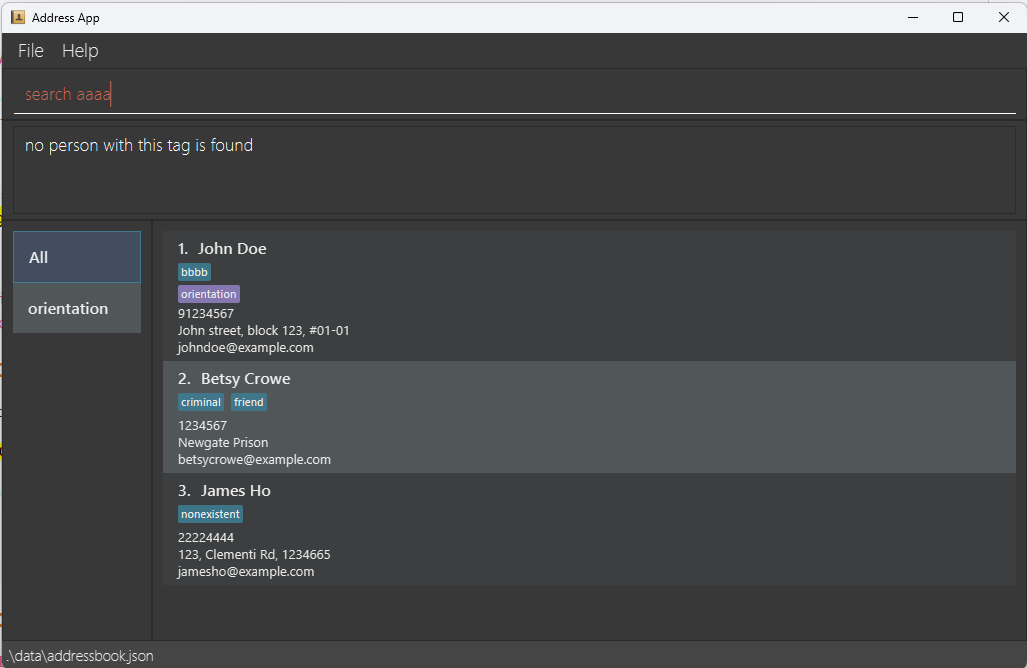 Address App
File Help
search aaaa
no person with this tag is found
All
orientation
1. John Doe
bbbb
orientation
91234567
John street, block 123, #01-01
johndoe@example.com
2. Betsy Crowe
criminal friend
1234567
Newgate Prison
betsycrowe@example.com
3. James Ho
nonexistent
22224444
123, Clementi Rd, 1234665
jamesho@example.com
.\data\addressbook.json